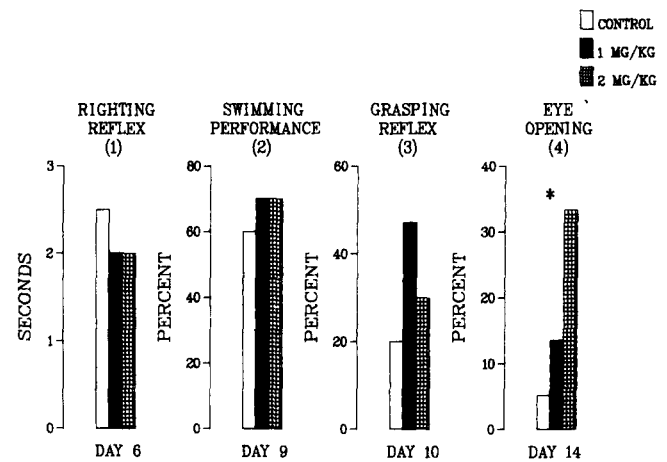 CONTROL
1 MG/KG
2 MG/KG
RIGHTING
REFLEX
(1)
SWIMMING
PERFORMANCE
(2)
GRASPING
REFLEX
(3)
EYE
OPENING
(4)
SECONDS
3
2
1
0
DAY 6
PERCENT
80
60
40
20
0
DAY 9
PERCENT
60
40
20
0
DAY 10
PERCENT
40
30
20
10
0
*
DAY 14